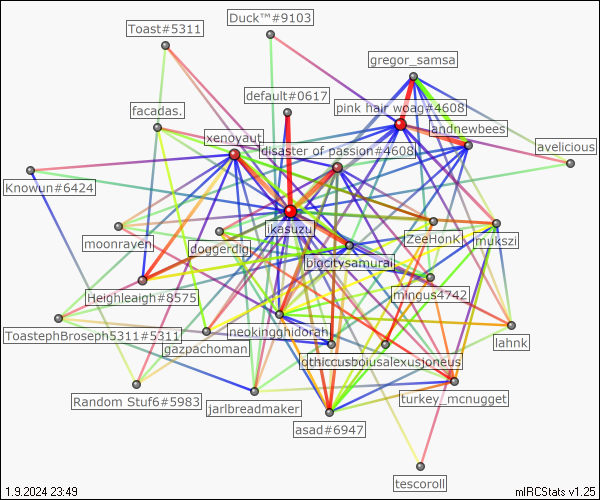 Duck™#9103
Toast#5311
gregor_samsa
default#0617
pink hair woag#4608
facadas.
andnewbees
xenoyaut
disaster of passion#4608
avelicious
Knowun#6424
ikasuzu
moonraven
doggerdig
ZeeHonK
mukszi
bigcitysamurai
Heighleaigh#8575
mingus4742
ToastephBroseph5311#5311
neokingghidorah
gazpachoman
lahnk
Random Stuf6#5983
jarlbreadmaker
turkey_mcnugget
asad#6947
tescoroll
1.9.2024 23:49
mIRCStats v1.25